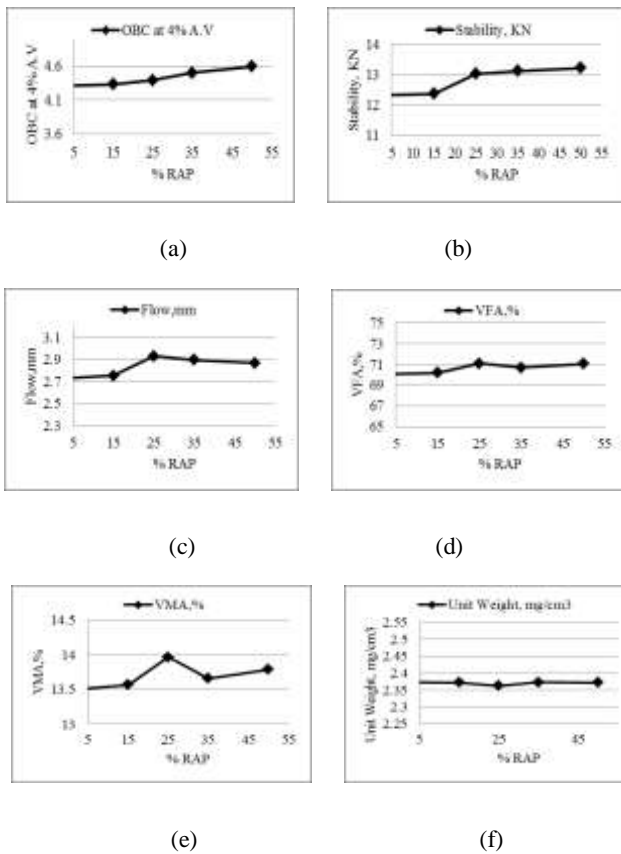 OBC at 4% A.V
OBC at 4% A.V
4.6
4.1
3.6
5 15 25 35 45 55
% RAP
(a)
Stability, KN
Stability, KN
14
13
12
11
5 10 15 20 25 30 35 40 45 50 55
% RAP
(b)
Flow,mm
Flow,mm
3.1
2.9
2.7
2.5
2.3
5 15 25 35 45 55
% RAP
(c)
VFA,%
VFA,%
75
73
71
69
67
65
5 15 25 35 45 55
% RAP
(d)
VMA,%
VMA,%
14.5
14
13.5
13
5 15 25 35 45 55
% RAP
(e)
Unit Weight, mg/cm3
Unit Weight, mg/cm3
2.55
2.5
2.45
2.4
2.35
2.3
2.25
5 25 45
% RAP
(f)